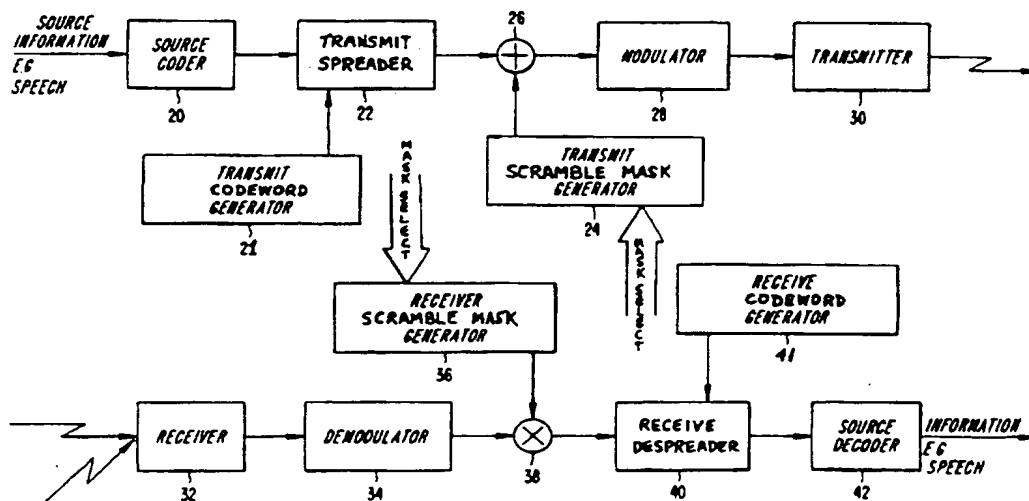 SOURCE
INFORMATION
E.G
SPEECH
SOURCE
CODER
20
TRANSMIT
SPREADER
22
26
+
MODULATOR
28
TRANSMITTER
30
TRANSMIT
CODEWORD
GENERATOR
21
MASK SELECT
TRANSMIT
SCRAMBLE MASK
GENERATOR
24
MASK SELECT
RECEIVER
SCRAMBLE MASK
GENERATOR
36
RECEIVE
CODEWORD
GENERATOR
41
RECEIVER
32
DEMODULATOR
34
38
RECEIVE
DESPREADER
40
SOURCE
DECODER
42
INFORMATION
E G
SPEECH